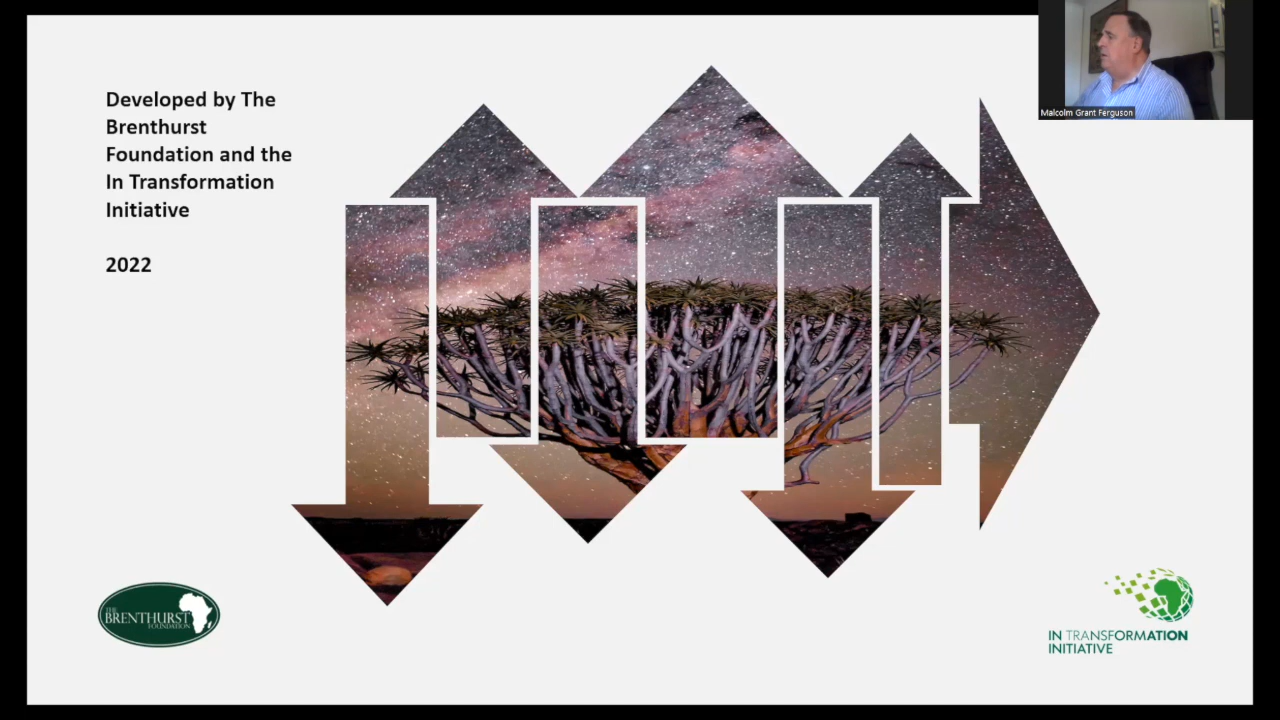 Developed by The
Brenthurst
Foundation and the
In Transformation
Initiative
2022
Malcolm Grant Ferguson
THE
BRENTHURST
FOUNDATION
IN TRANSFORMATION
INITIATIVE